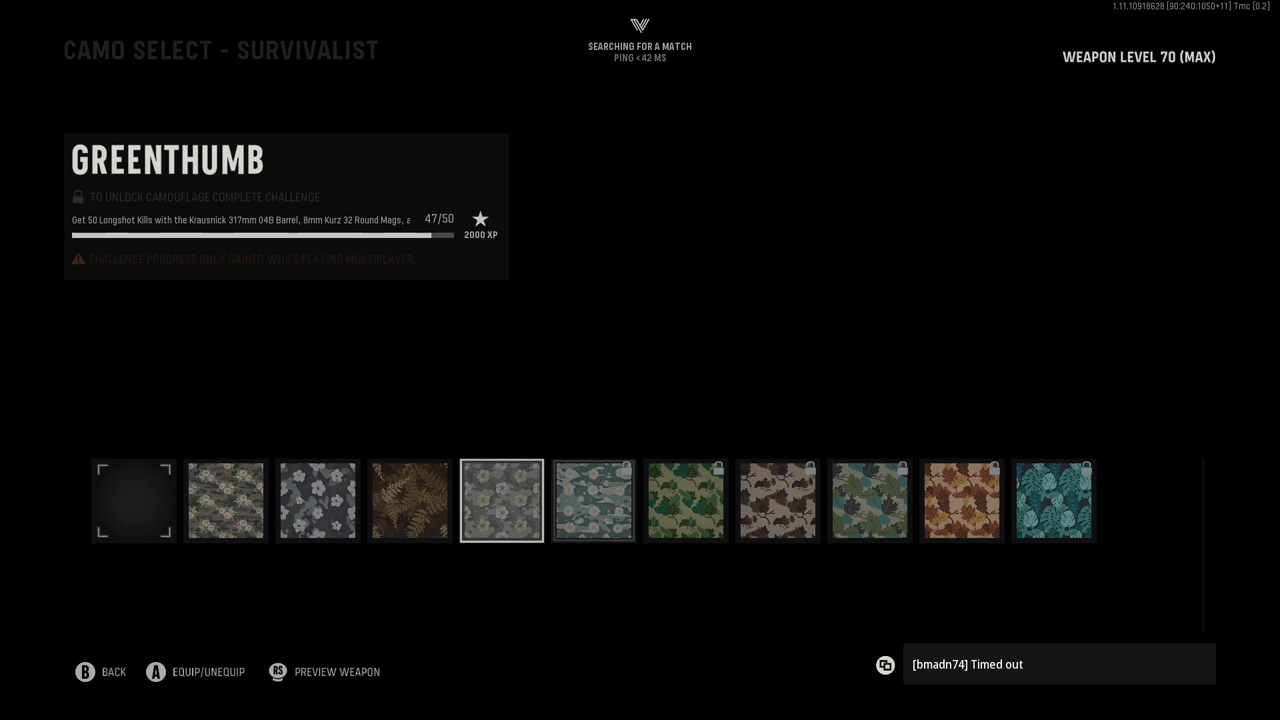 1.11.10918628 [90:240:1050+11] Tmc [0.2]
CAMO SELECT - SURVIVALIST
SEARCHING FOR A MATCH
PING <42 MS
WEAPON LEVEL 70 (MAX)
GREENTHUMB
TO UNLOCK CAMOUFLAGE COMPLETE CHALLENGE
Get 50 Longshot Kills with the Krausnick 317mm 04B Barrel, 8mm Kurz 32 Round Mags, a
47/50
2000 XP
CHALLENGE PROGRESS ONLY GAINED WHILE PLAYING MULTIPLAYER.
B BACK
A EQUIP/UNEQUIP
RS PREVIEW WEAPON
[bmadn74] Timed out